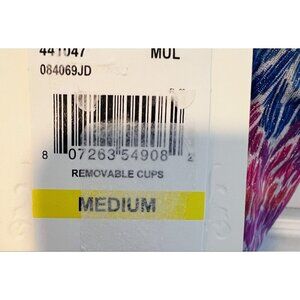 441047 MUL
084069JD
8 07263 54908 2
REMOVABLE CUPS
MEDIUM